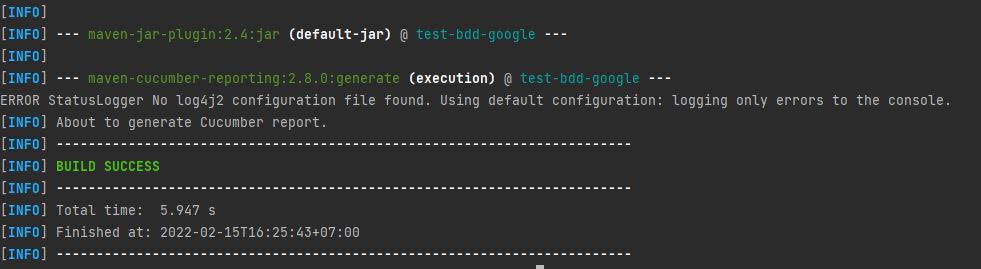 [INFO]
[INFO] --- maven-jar-plugin:2.4:jar (default-jar) @ test-bdd-google ---
[INFO]
[INFO] --- maven-cucumber-reporting:2.8.0:generate (execution) @ test-bdd-google ---
ERROR StatusLogger No log4j2 configuration file found. Using default configuration: logging only errors to the console.
[INFO] About to generate Cucumber report.
[INFO] ------------------------------------------------------------------------
[INFO] BUILD SUCCESS
[INFO] ------------------------------------------------------------------------
[INFO] Total time:  5.947 s
[INFO] Finished at: 2022-02-15T16:25:43+07:00
[INFO] ------------------------------------------------------------------------